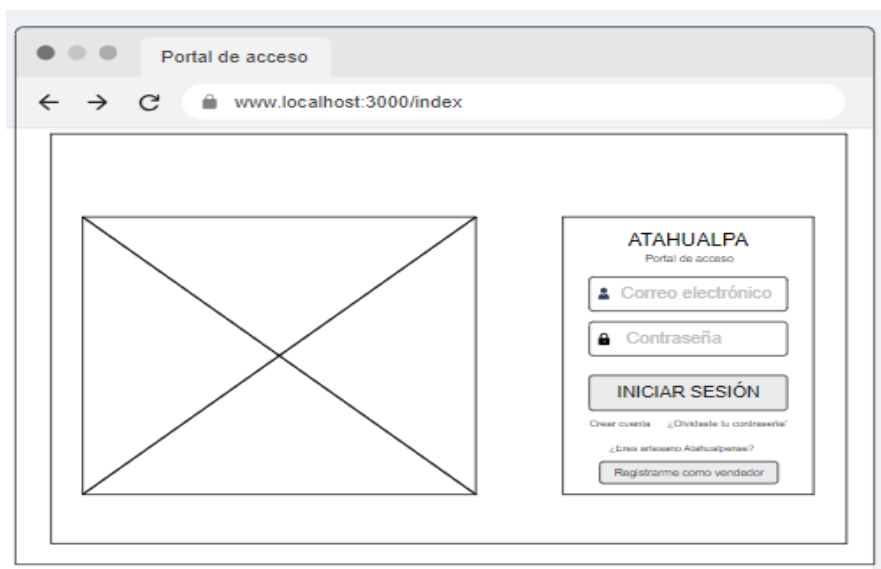 Portal de acceso
www.localhost:3000/index
ATAHUALPA
Portal de acceso
Correo electrónico
Contraseña
INICIAR SESIÓN
Crear cuenta ¿Olvidaste tu contraseña?
¿Eres artesano Atahualpense?
Registrarme como vendedor